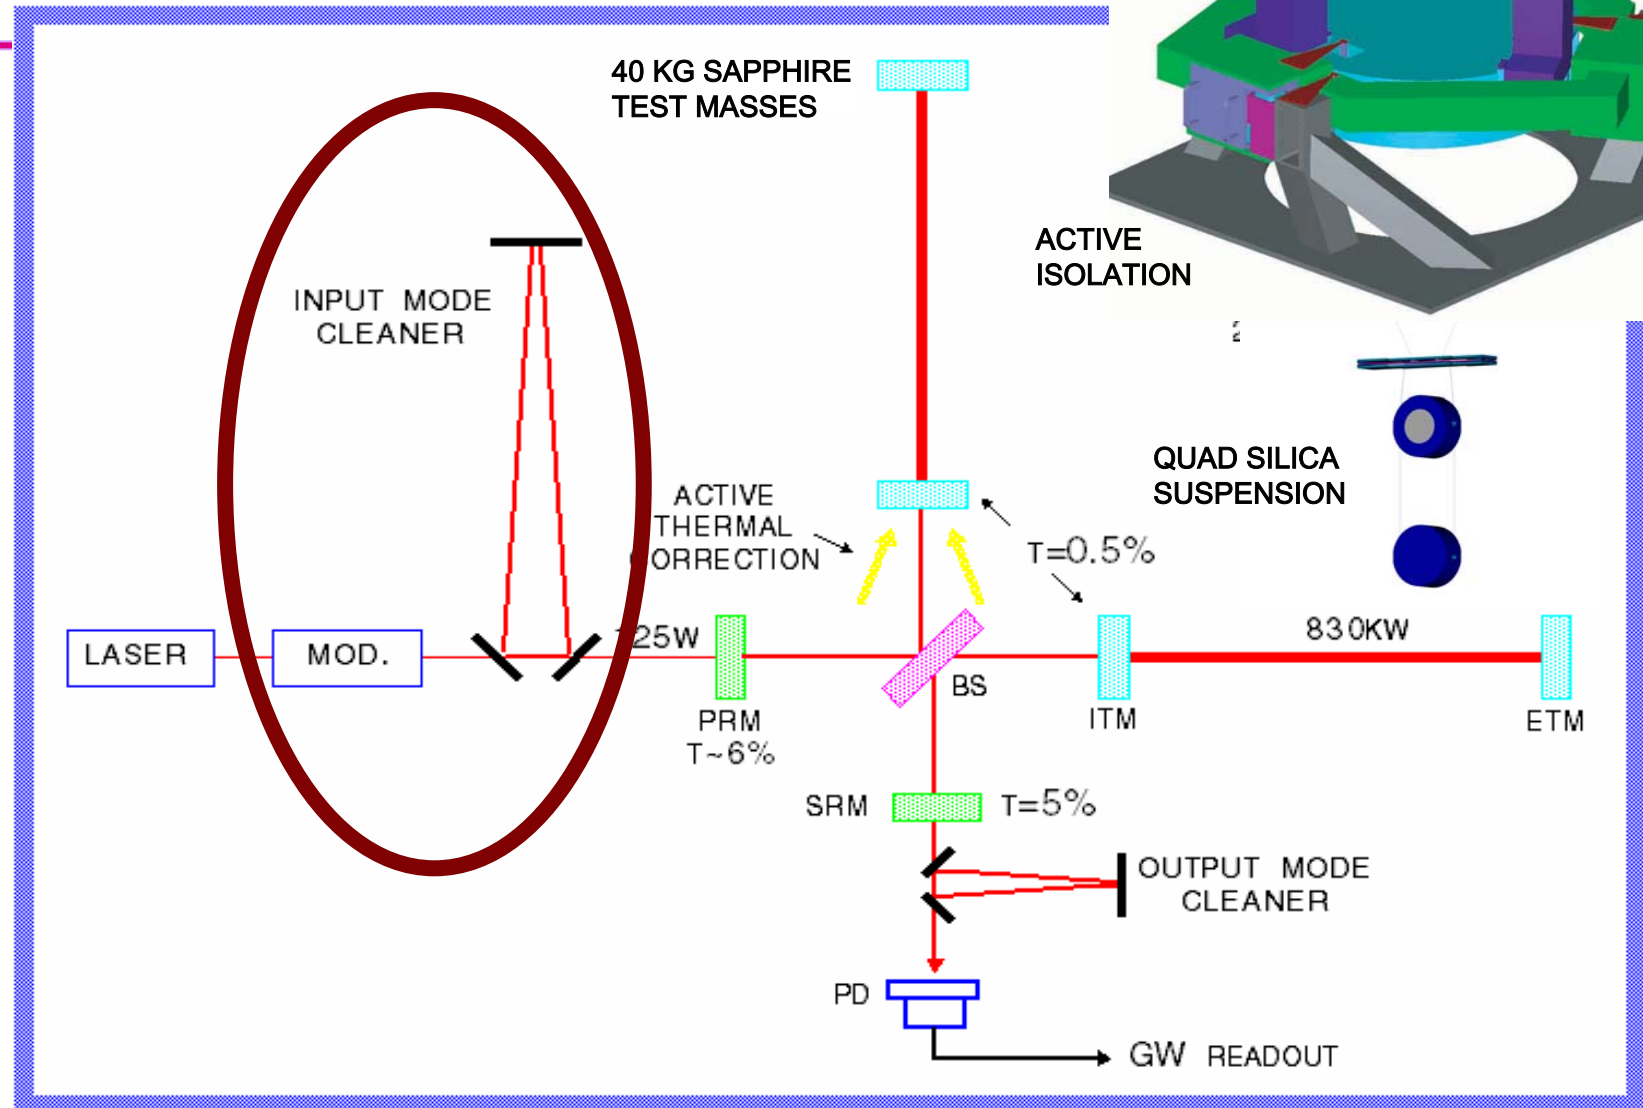 40 KG SAPPHIRE
TEST MASSES
ACTIVE
ISOLATION
INPUT MODE
CLEANER
QUAD SILICA
SUSPENSION
ACTIVE
THERMAL
CORRECTION
T=0.5%
LASER
MOD.
125W
830KW
BS
PRM
T~6%
ITM
ETM
SRM
T=5%
OUTPUT MODE
CLEANER
PD
GW READOUT